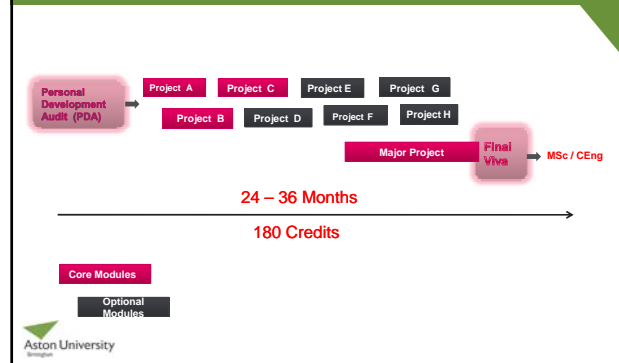 Personal
Development
Audit (PDA)
Project A
Project C
Project E
Project G
Project B
Project D
Project F
Project H
Major Project
Final
Viva
MSc / CEng
24 – 36 Months
180 Credits
Core Modules
Optional
Modules
Aston University
Birmingham